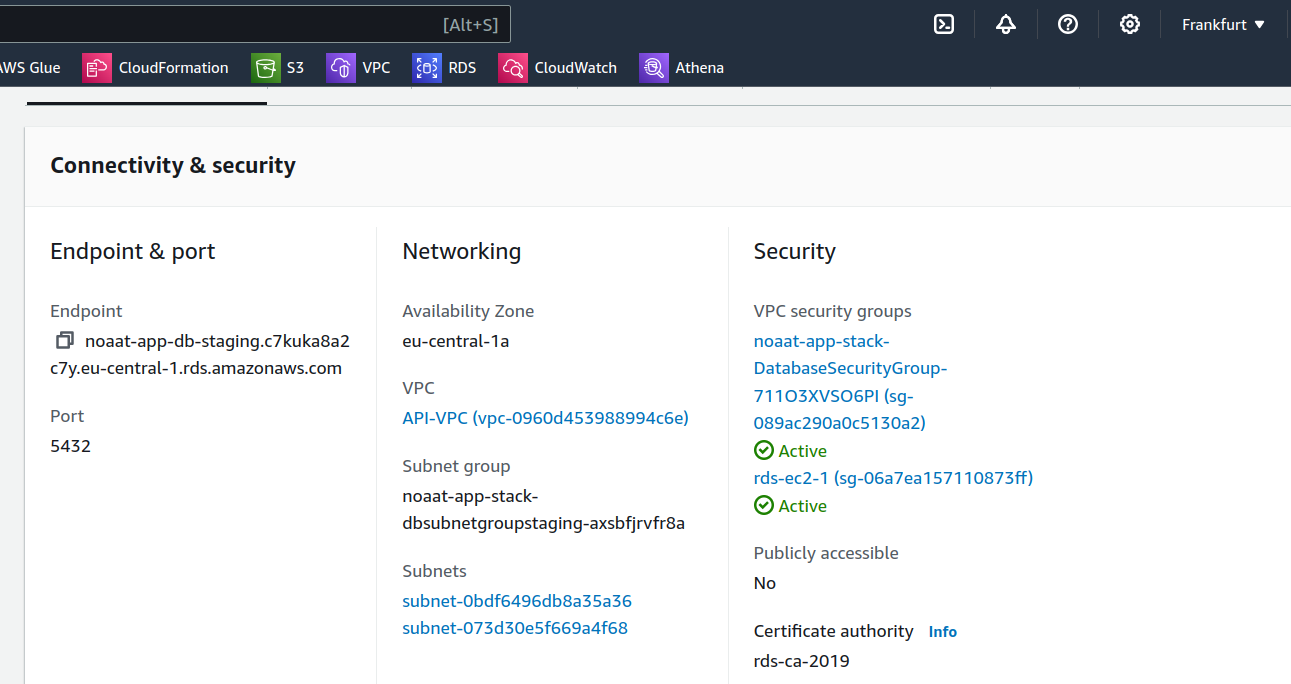 [Alt+S]
Frankfurt
AWS Glue
CloudFormation
S3
VPC
RDS
CloudWatch
Athena
Connectivity & security
Endpoint & port
Endpoint
noaat-app-db-staging.c7kuka8a2
c7y.eu-central-1.rds.amazonaws.com
Port
5432
Networking
Availability Zone
eu-central-1a
VPC
API-VPC (vpc-0960d453988994c6e)
Subnet group
noaat-app-stack-
dbsubnetgroupstaging-axsbfjrvfr8a
Subnets
subnet-0bdf6496db8a35a36
subnet-073d30e5f669a4f68
Security
VPC security groups
noaat-app-stack-
DatabaseSecurityGroup-
711O3XVSO6PI (sg-
089ac290a0c5130a2)
Active
rds-ec2-1 (sg-06a7ea157110873ff)
Active
Publicly accessible
No
Certificate authority Info
rds-ca-2019